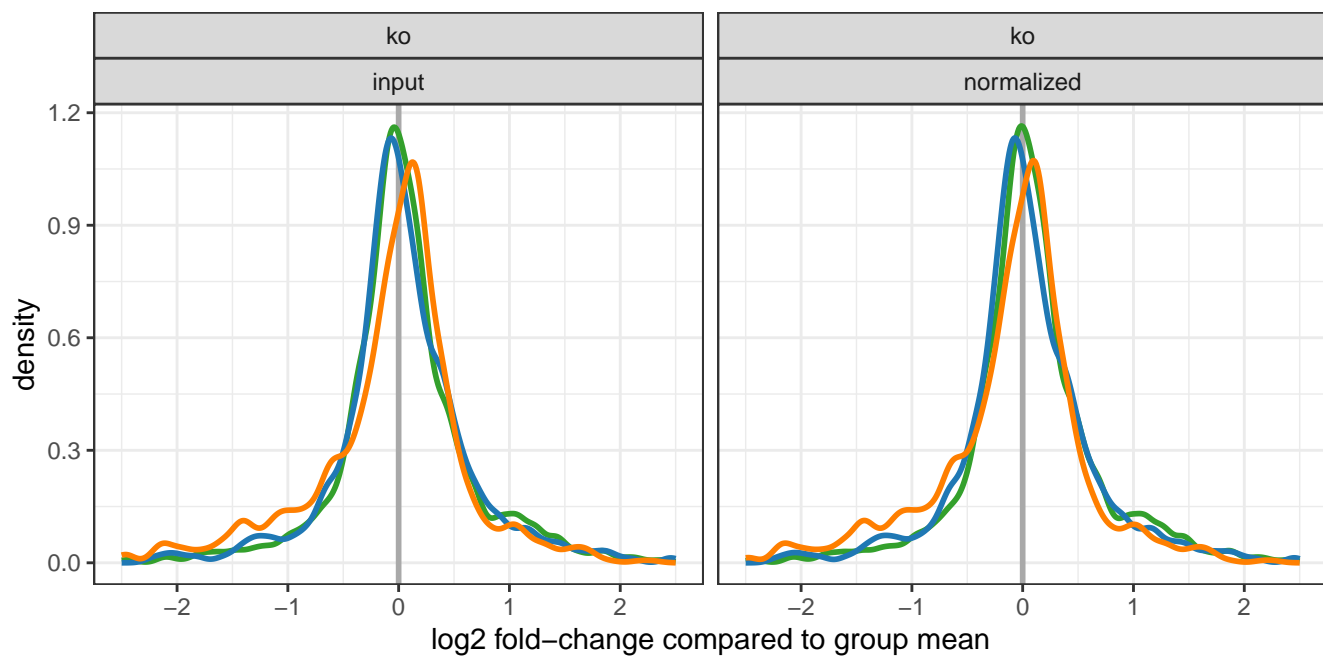 ko
ko
input
normalized
1.2
0.9
0.6
0.3
0.0
density
−2
−1
0
1
2
−2
−1
0
1
2
log2 fold−change compared to group mean